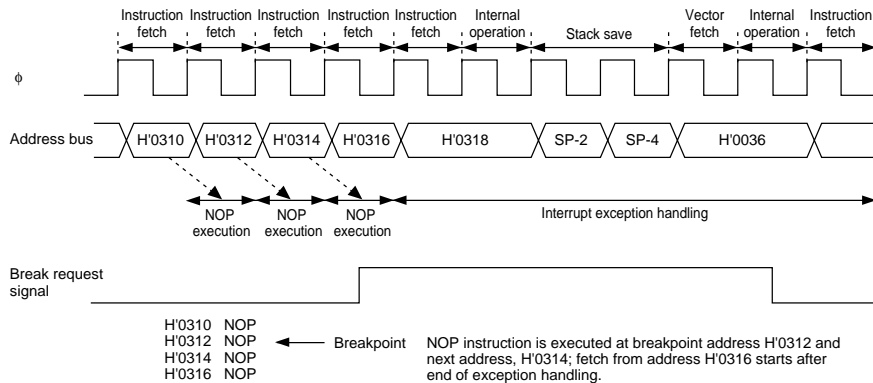 Instruction fetch Instruction fetch Instruction fetch Instruction fetch Instruction fetch Internal operation Stack save Vector fetch Internal operation Instruction fetch
φ
Address bus H'0310 H'0312 H'0314 H'0316 H'0318 SP-2 SP-4 H'0036
NOP execution NOP execution NOP execution Interrupt exception handling
Break request
signal
H'0310 NOP
H'0312 NOP Breakpoint NOP instruction is executed at breakpoint address H'0312 and
H'0314 NOP next address, H'0314; fetch from address H'0316 starts after
H'0316 NOP end of exception handling.